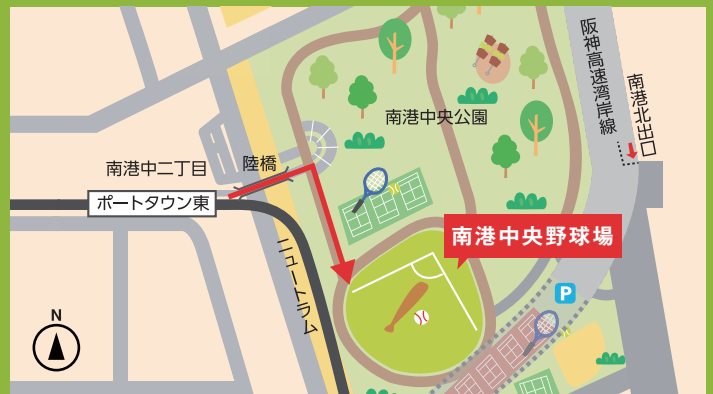 阪神高速湾岸線
南港北出口
南港中央公園
南港中二丁目
陸橋
ポートタウン東
南港中央野球場
ニュートラム
P
N